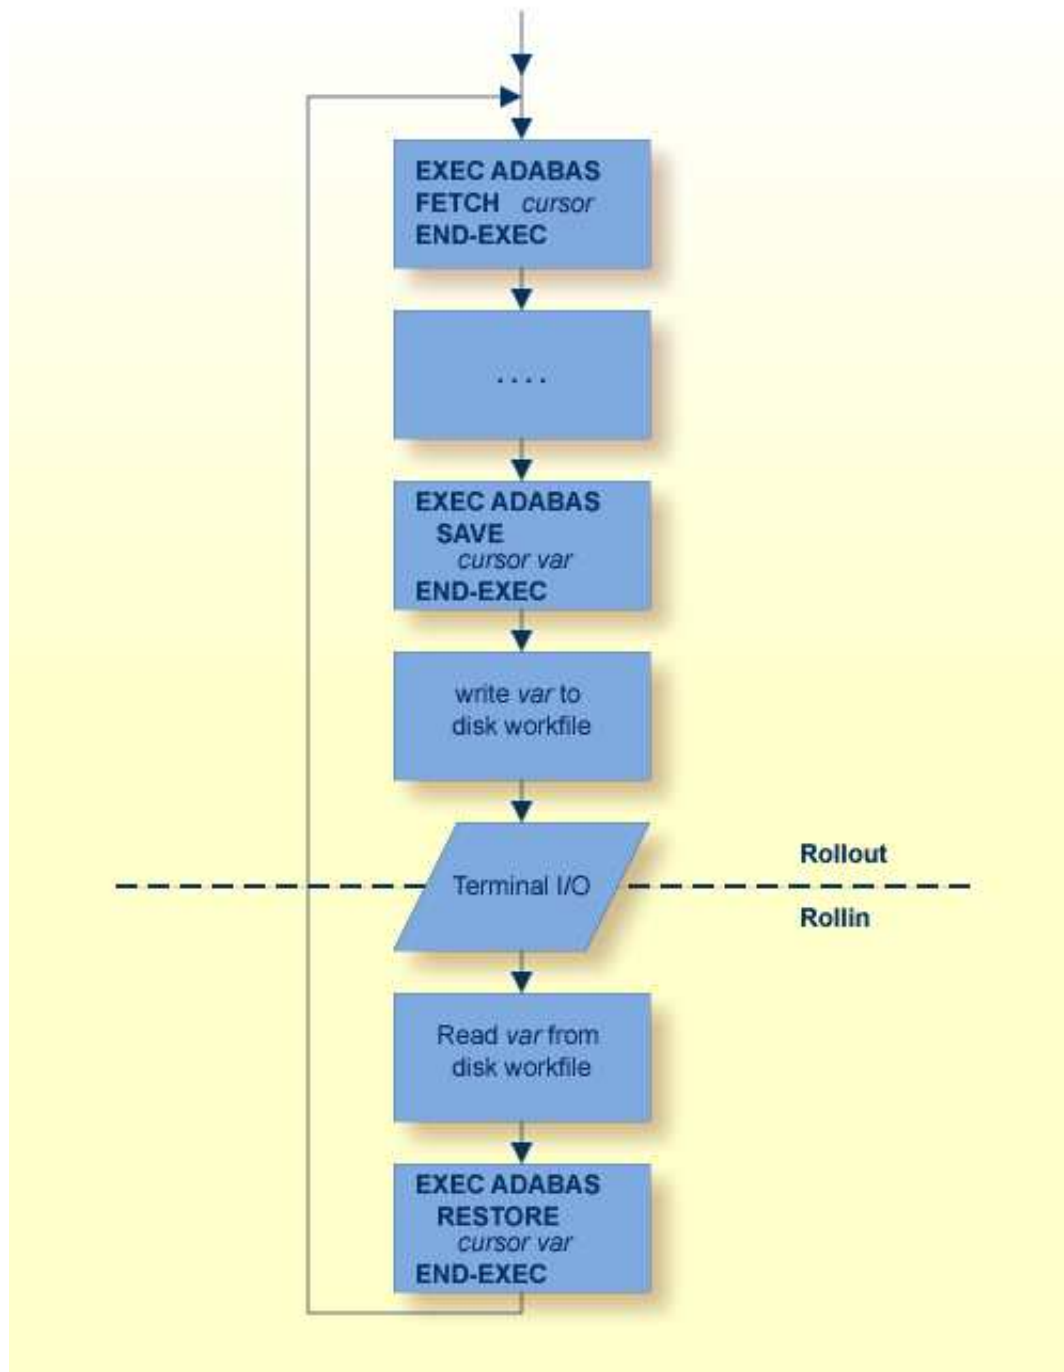 EXEC ADABAS
FETCH cursor
END-EXEC
....
EXEC ADABAS
SAVE
cursor var
END-EXEC
write var to
disk workfile
Rollout
Terminal I/O
Rollin
Read var from
disk workfile
EXEC ADABAS
RESTORE
cursor var
END-EXEC